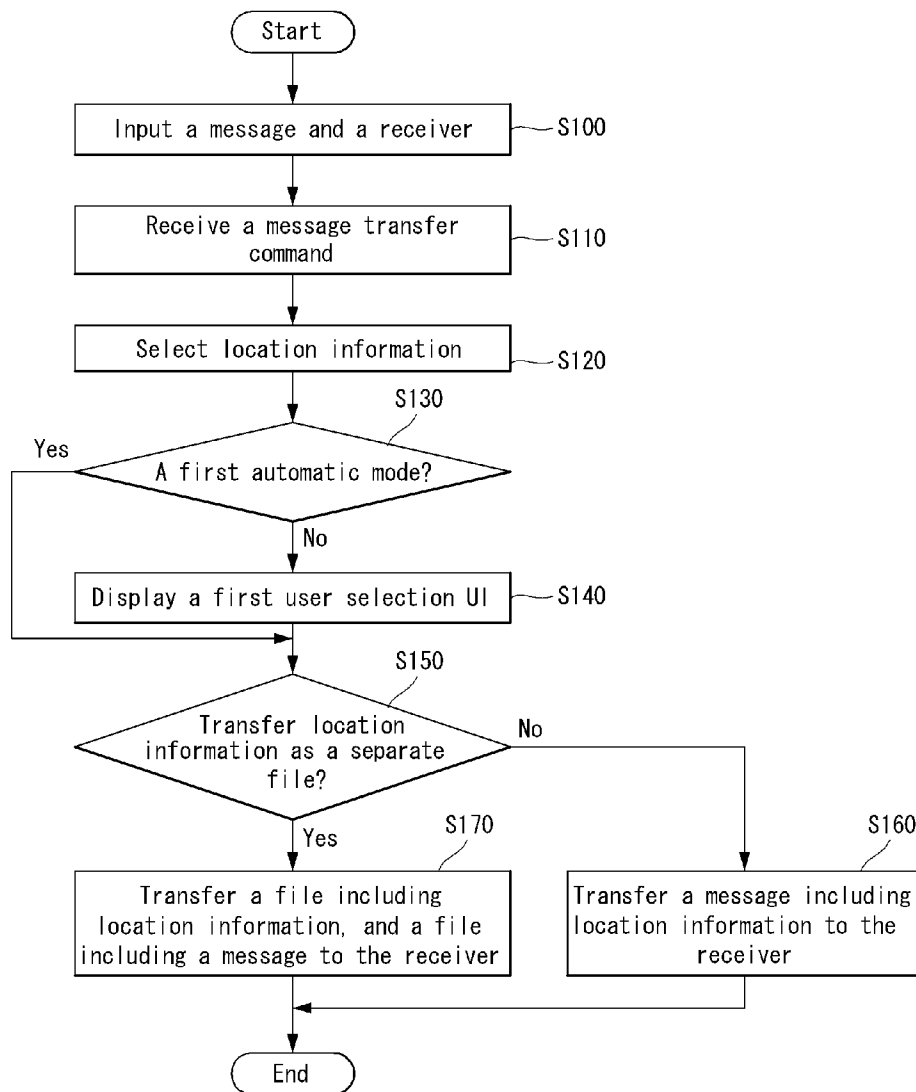 Start
Input a message and a receiver
S100
Receive a message transfer
command
S110
Select location information
S120
S130
Yes
A first automatic mode?
No
Display a first user selection UI
S140
S150
Transfer location
information as a separate
file?
No
Yes
S170
S160
Transfer a file including
location information, and a file
including a message to the receiver
Transfer a message including
location information to the
receiver
End